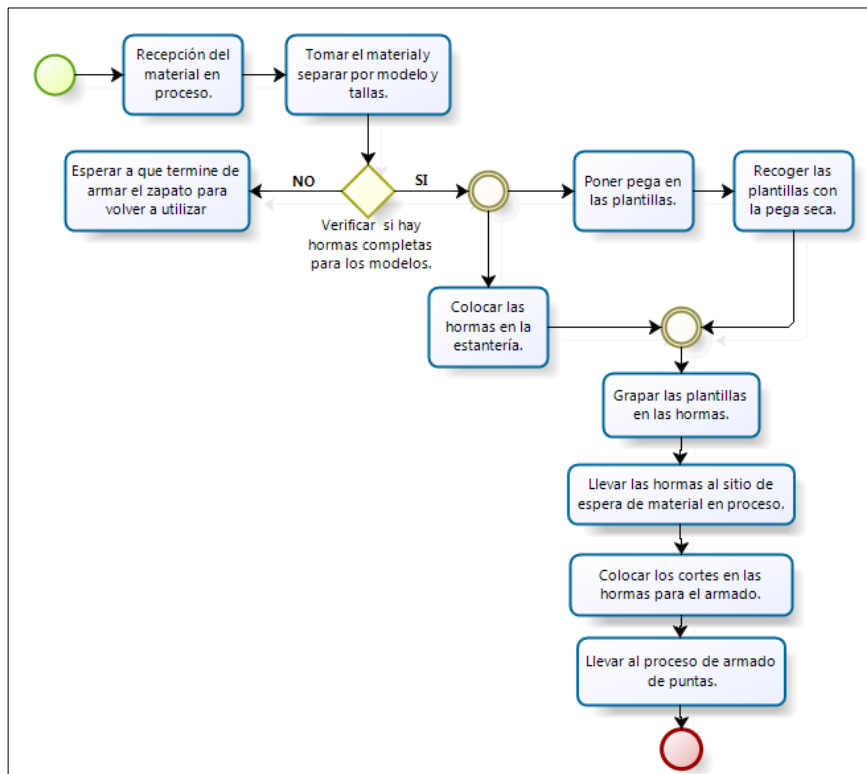 Recepción del
material en
proceso.
Tomar el material y
separar por modelo y
tallas.
Esperar a que termine de
armar el zapato para
volver a utilizar
NO
SI
Verificar si hay
hormas completas
para los modelos.
Poner pega en
las plantillas.
Recoger las
plantillas con
la pega seca.
Colocar las
hormas en la
estantería.
Grapar las plantillas
en las hormas.
Llevar las hormas al sitio de
espera de material en proceso.
Colocar los cortes en las
hormas para el armado.
Llevar al proceso de armado
de puntas.